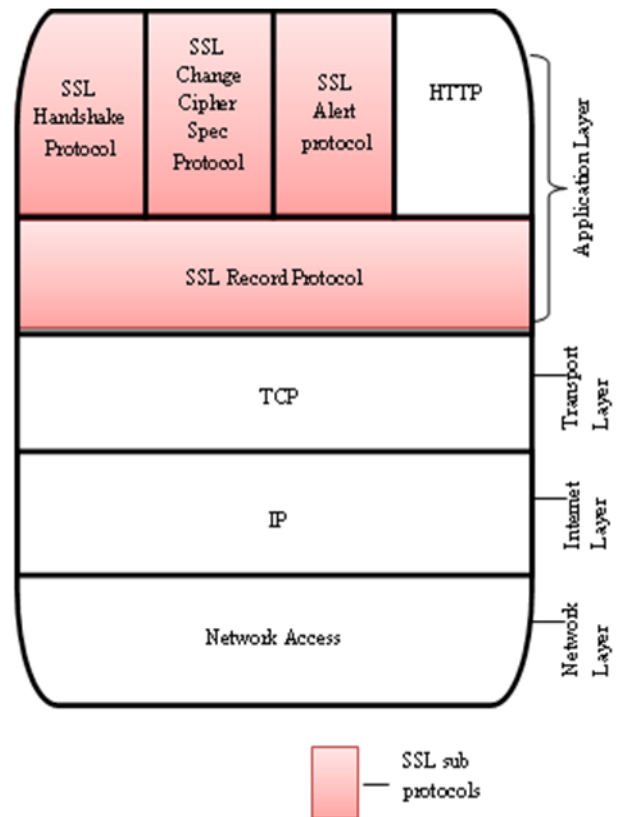 SSL
Handshake
Protocol
SSL
Change
Cipher
Spec
Protocol
SSL
Alert
protocol
HTTP
SSL Record Protocol
TCP
IP
Network Access
Application Layer
Transport
Layer
Internet
Layer
Network
Layer
SSL sub
protocols